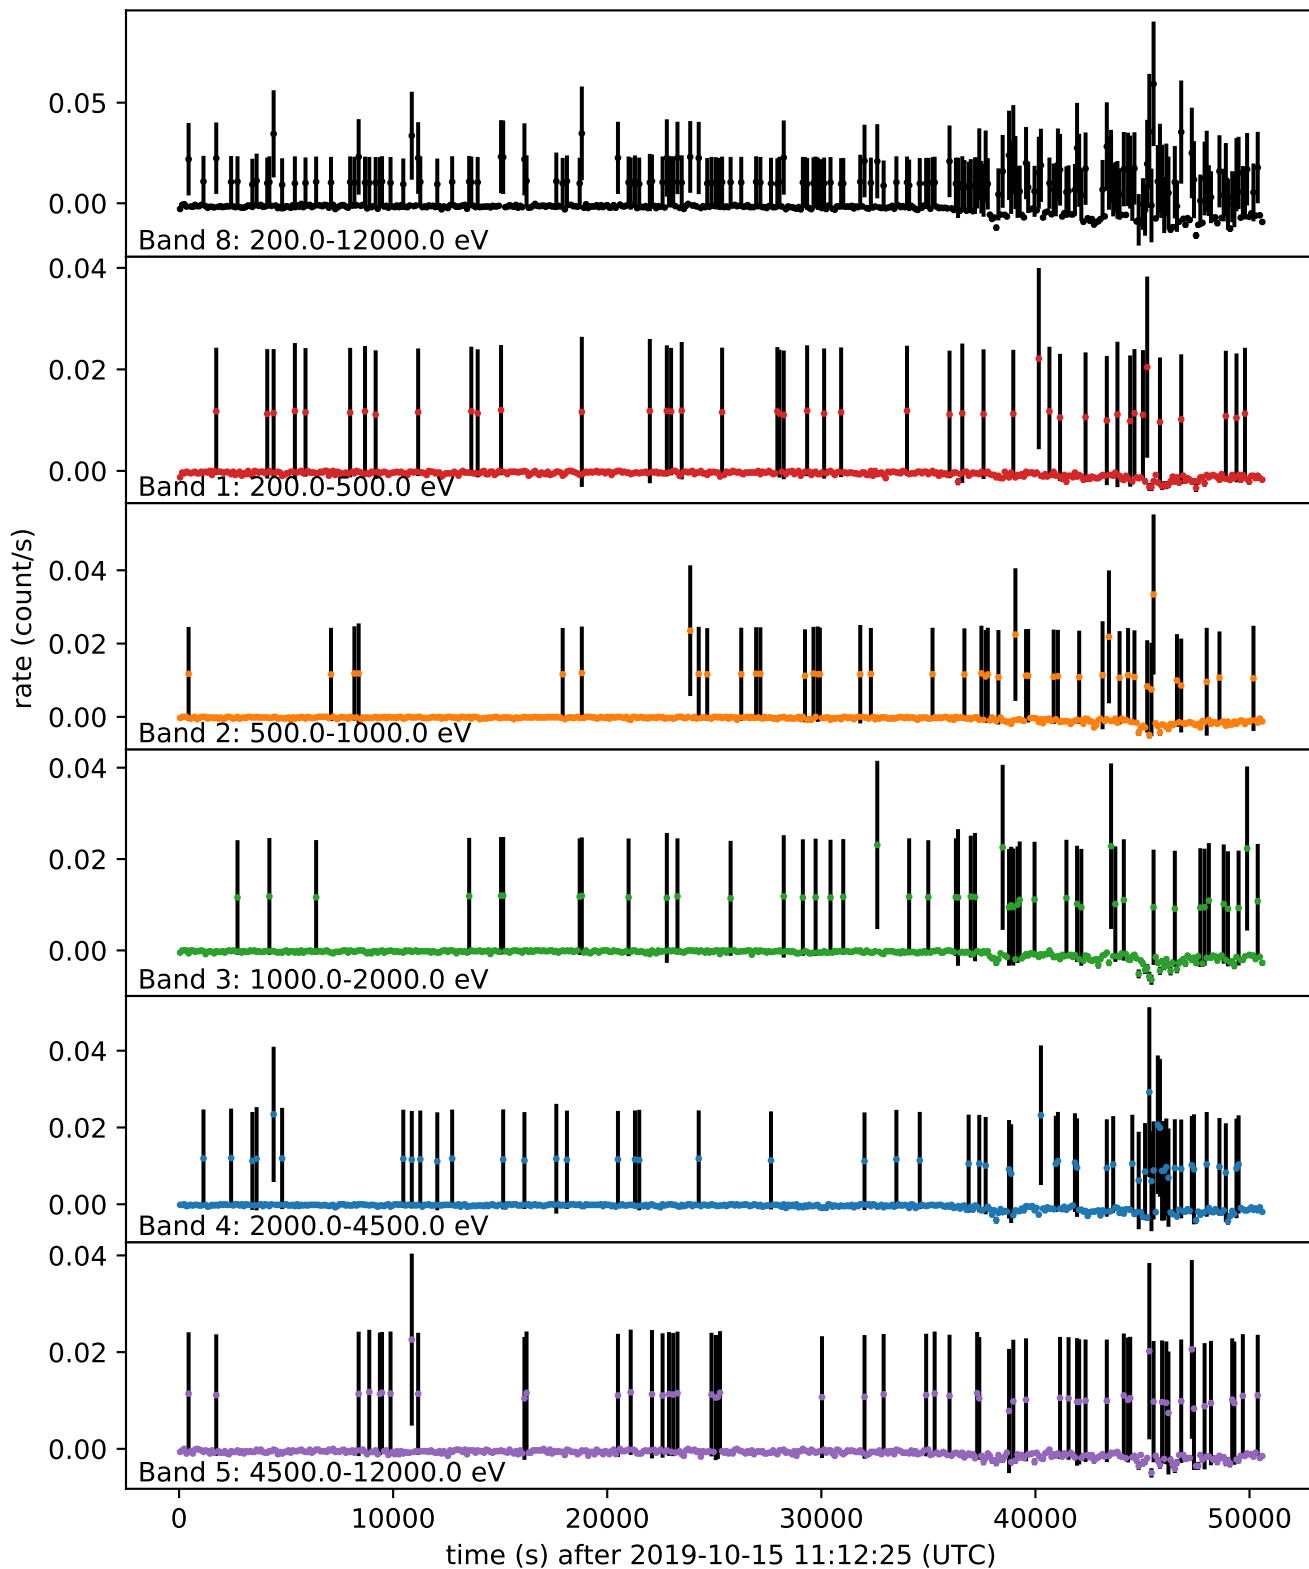 0.05
0.00
Band 8: 200.0-12000.0 eV
0.04
0.02
0.00
Band 1: 200.0-500.0 eV
0.04
0.02
0.00
Band 2: 500.0-1000.0 eV
rate (count/s)
0.04
0.02
0.00
Band 3: 1000.0-2000.0 eV
0.04
0.02
0.00
Band 4: 2000.0-4500.0 eV
0.04
0.02
0.00
Band 5: 4500.0-12000.0 eV
0 10000 20000 30000 40000 50000
time (s) after 2019-10-15 11:12:25 (UTC)